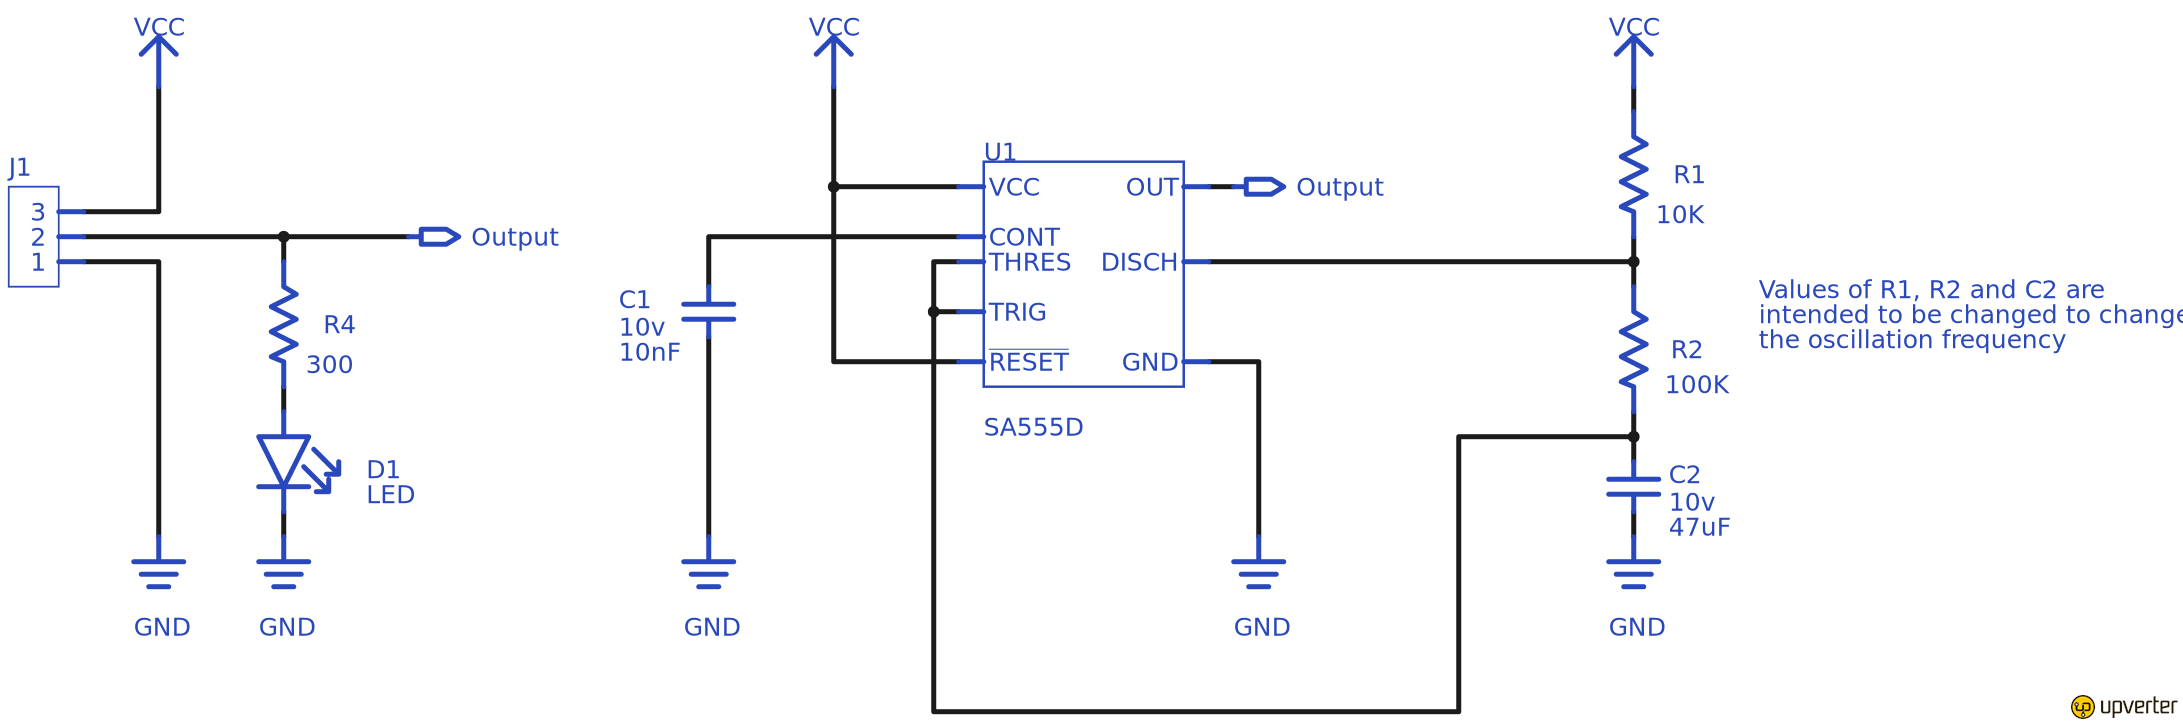 VCC
J1
3
2
1
Output
R4
300
D1
LED
GND
GND
VCC
U1
VCC
CONT
THRES
TRIG
RESET
OUT
DISCH
GND
SA555D
Output
C1
10v
10nF
GND
GND
VCC
R1
10K
R2
100K
C2
10v
47uF
GND
Values of R1, R2 and C2 are
intended to be changed to change
the oscillation frequency
upverter